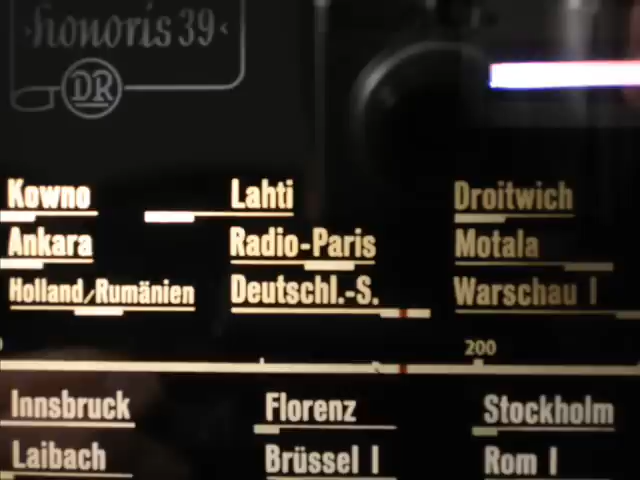 ›honoris 39‹
DR
Kowno Lahti Droitwich
Ankara Radio-Paris Motala
Holland/Rumänien Deutschl.-S. Warschau I
200
Innsbruck Florenz Stockholm
Laibach Brüssel I Rom I